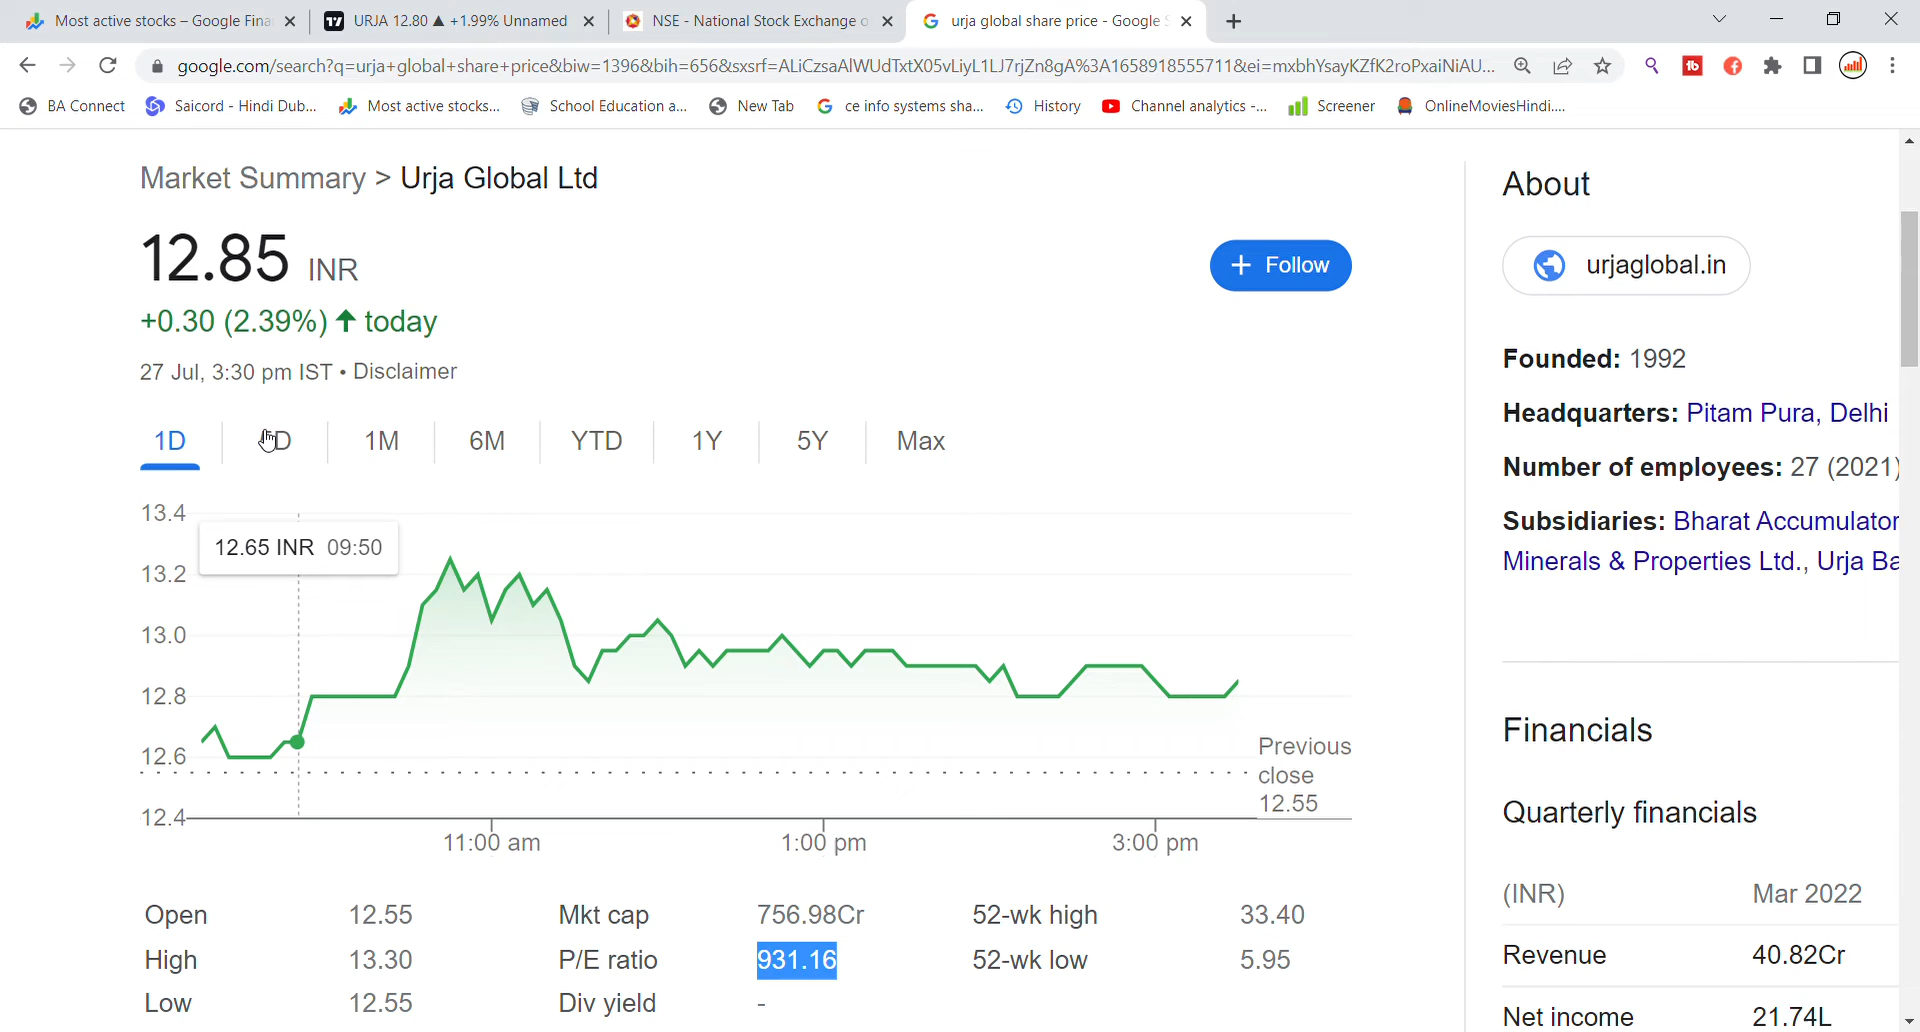 Most active stocks – Google Fina
URJA 12.80 ▲ +1.99% Unnamed
NSE - National Stock Exchange o
urja global share price - Google S
google.com/search?q=urja+global+share+price&biw=1396&bih=656&sxsrf=ALiCzsaAlWUdTxtX05vLiyL1LJ7rjZn8gA%3A1658918555711&ei=mxbhYsayKZfK2roPxaiNiAU...
BA Connect
Saicord - Hindi Dub...
Most active stocks...
School Education a...
New Tab
ce info systems sha...
History
Channel analytics -...
Screener
OnlineMoviesHindi....
Market Summary > Urja Global Ltd
12.85 INR
+ Follow
+0.30 (2.39%) ↑ today
27 Jul, 3:30 pm IST • Disclaimer
1D
1M
6M
YTD
1Y
5Y
Max
13.4
12.65 INR 09:50
13.2
13.0
12.8
12.6
12.4
Previous
close
12.55
11:00 am
1:00 pm
3:00 pm
Open 12.55 Mkt cap 756.98Cr 52-wk high 33.40
High 13.30 P/E ratio 931.16 52-wk low 5.95
Low 12.55 Div yield -
About
urjaglobal.in
Founded: 1992
Headquarters: Pitam Pura, Delhi
Number of employees: 27 (2021)
Subsidiaries: Bharat Accumulator
Minerals & Properties Ltd., Urja Ba
Financials
Quarterly financials
(INR) Mar 2022
Revenue 40.82Cr
Net income 21.74L